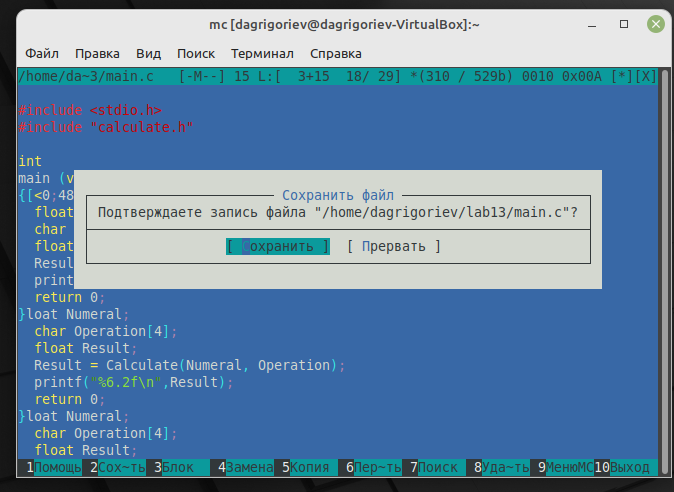 mc [dagrigoriev@dagrigoriev-VirtualBox]:~
Файл Правка Вид Поиск Терминал Справка
/home/da~3/main.c [-M--] 15 L:[ 3+15 18/ 29] *(310 / 529b) 0010 0x00A [*][X]
#include <stdio.h>
#include "calculate.h"
int
main (v
{[<0;48
float
char
float
Resul
print
Сохранить файл
Подтверждаете запись файла "/home/dagrigoriev/lab13/main.c"?
[ Сохранить ] [ Прервать ]
return 0;
}loat Numeral;
char Operation[4];
float Result;
Result = Calculate(Numeral, Operation);
printf("%6.2f\n",Result);
return 0;
}loat Numeral;
char Operation[4];
float Result;
1Помощь 2Сох~ть 3Блок 4Замена 5Копия 6Пер~ть 7Поиск 8Уда~ть 9МенюМС 10Выход